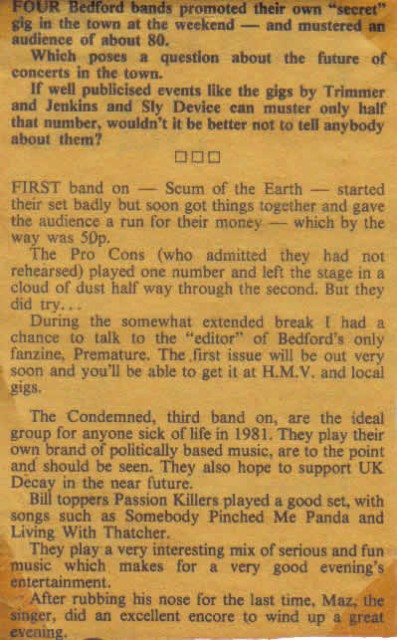 FOUR Bedford bands promoted their own “secret”
gig in the town at the weekend — and mustered an
audience of about 80.
Which poses a question about the future of
concerts in the town.
If well publicised events like the gigs by Trimmer
and Jenkins and Sly Device can muster only half
that number, wouldn’t it be better not to tell anybody
about them?
FIRST band on — Scum of the Earth — started
their set badly but soon got things together and gave
the audience a run for their money — which by the
way was 50p.
The Pro Cons (who admitted they had not
rehearsed) played one number and left the stage in a
cloud of dust half way through the second. But they
did try...
During the somewhat extended break I had a
chance to talk to the “editor” of Bedford’s only
fanzine, Premature. The first issue will be out very
soon and you’ll be able to get it at H.M.V. and local
gigs.
The Condemned, third band on, are the ideal
group for anyone sick of life in 1981. They play their
own brand of politically based music, are to the point
and should be seen. They also hope to support UK
Decay in the near future.
Bill toppers Passion Killers played a good set, with
songs such as Somebody Pinched Me Panda and
Living With Thatcher.
They play a very interesting mix of serious and fun
music which makes for a very good evening’s
entertainment.
After rubbing his nose for the last time, Maz, the
singer, did an excellent encore to wind up a great
evening.